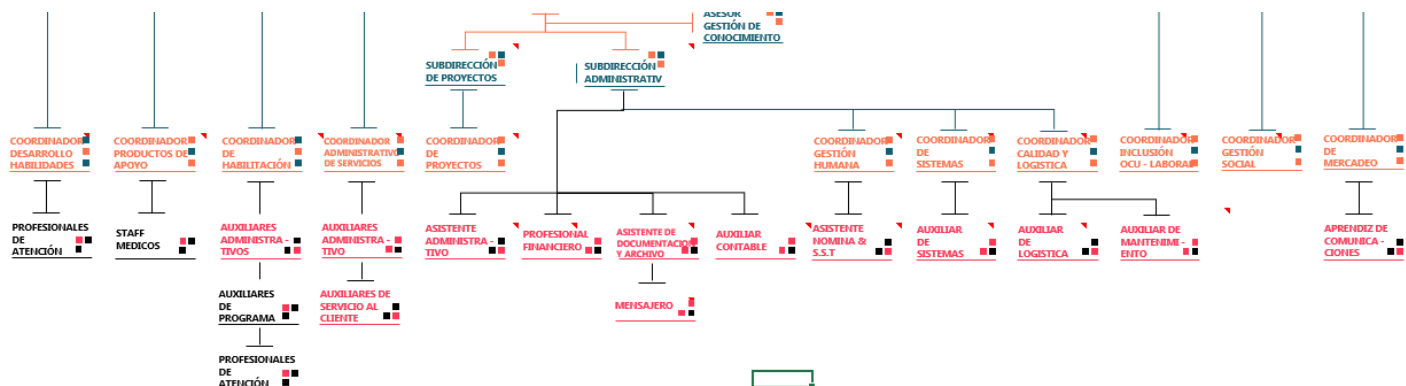 ASESOR
GESTIÓN DE
CONOCIMIENTO
SUBDIRECCIÓN
DE PROYECTOS
SUBDIRECCIÓN
ADMINISTRATIV
COORDINADOR
DESARROLLO
HABILIDADES
COORDINADOR
PRODUCTOS DE
APOYO
COORDINADOR
DE
HABILITACIÓN
COORDINADOR
ADMINISTRATIVO
DE SERVICIOS
COORDINADOR
DE
PROYECTOS
COORDINADOR
GESTIÓN
HUMANA
COORDINADOR
DE
SISTEMAS
COORDINADOR
CALIDAD Y
LOGISTICA
COORDINADOR
INCLUSIÓN
OCU - LABORAL
COORDINADOR
GESTIÓN
SOCIAL
COORDINADOR
DE
MERCADEO
PROFESIONALES
DE
ATENCIÓN
STAFF
MEDICOS
AUXILIARES
ADMINISTRA -
TIVOS
AUXILIARES
ADMINISTRA -
TIVO
ASISTENTE
ADMINISTRA -
TIVO
PROFESIONAL
FINANCIERO
ASISTENTE DE
DOCUMENTACION
Y ARCHIVO
AUXILIAR
CONTABLE
ASISTENTE
NOMINA &
S.S.T
AUXILIAR
DE
SISTEMAS
AUXILIAR
DE
LOGISTICA
AUXILIAR DE
MANTENIMI -
ENTO
APRENDIZ DE
COMUNICA -
CIONES
AUXILIARES
DE
PROGRAMA
AUXILIARES DE
SERVICIO AL
CLIENTE
MENSAJERO
PROFESIONALES
DE
ATENCIÓN